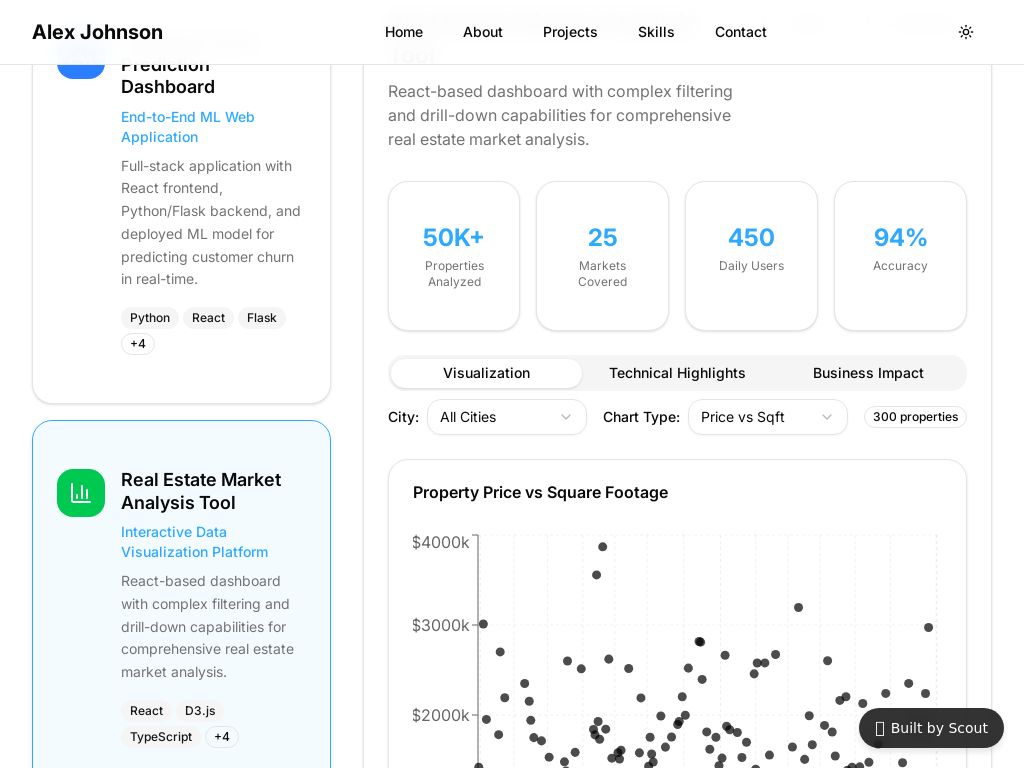 Alex Johnson
Home
About
Projects
Skills
Contact
Prediction
Dashboard
End-to-End ML Web
Application
Full-stack application with
React frontend,
Python/Flask backend, and
deployed ML model for
predicting customer churn
in real-time.
Python
React
Flask
+4
Real Estate Market
Analysis Tool
Interactive Data
Visualization Platform
React-based dashboard
with complex filtering and
drill-down capabilities for
comprehensive real estate
market analysis.
React
D3.js
TypeScript
+4
Tool
React-based dashboard with complex filtering
and drill-down capabilities for comprehensive
real estate market analysis.
50K+
Properties
Analyzed
25
Markets
Covered
450
Daily Users
94%
Accuracy
Visualization
Technical Highlights
Business Impact
City:
All Cities
Chart Type:
Price vs Sqft
300 properties
Property Price vs Square Footage
$4000k
$3000k
$2000k
Built by Scout